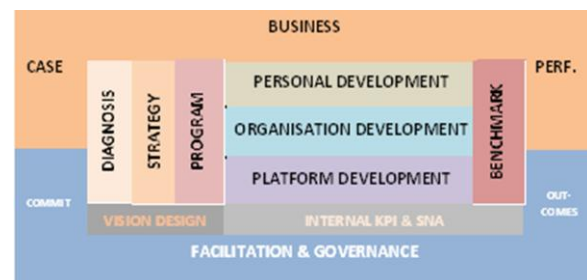 BUSINESS
CASE
PERF.
DIAGNOSIS
STRATEGY
PROGRAM
PERSONAL DEVELOPMENT
ORGANISATION DEVELOPMENT
PLATFORM DEVELOPMENT
BENCHMARK
COMMIT
OUT-
COMES
VISION DESIGN
INTERNAL KPI & SNA
FACILITATION & GOVERNANCE